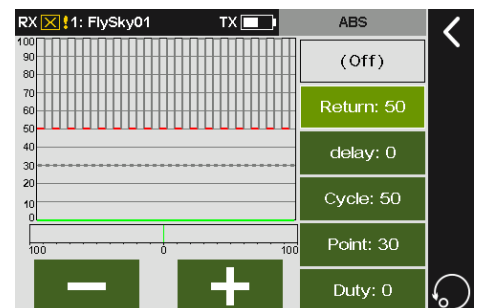 RX 1: FlySky01 TX ABS
100
90
80
70
60
50
40
30
20
10
0
100 0 100
(Off)
Return: 50
delay: 0
Cycle: 50
Point: 30
Duty: 0